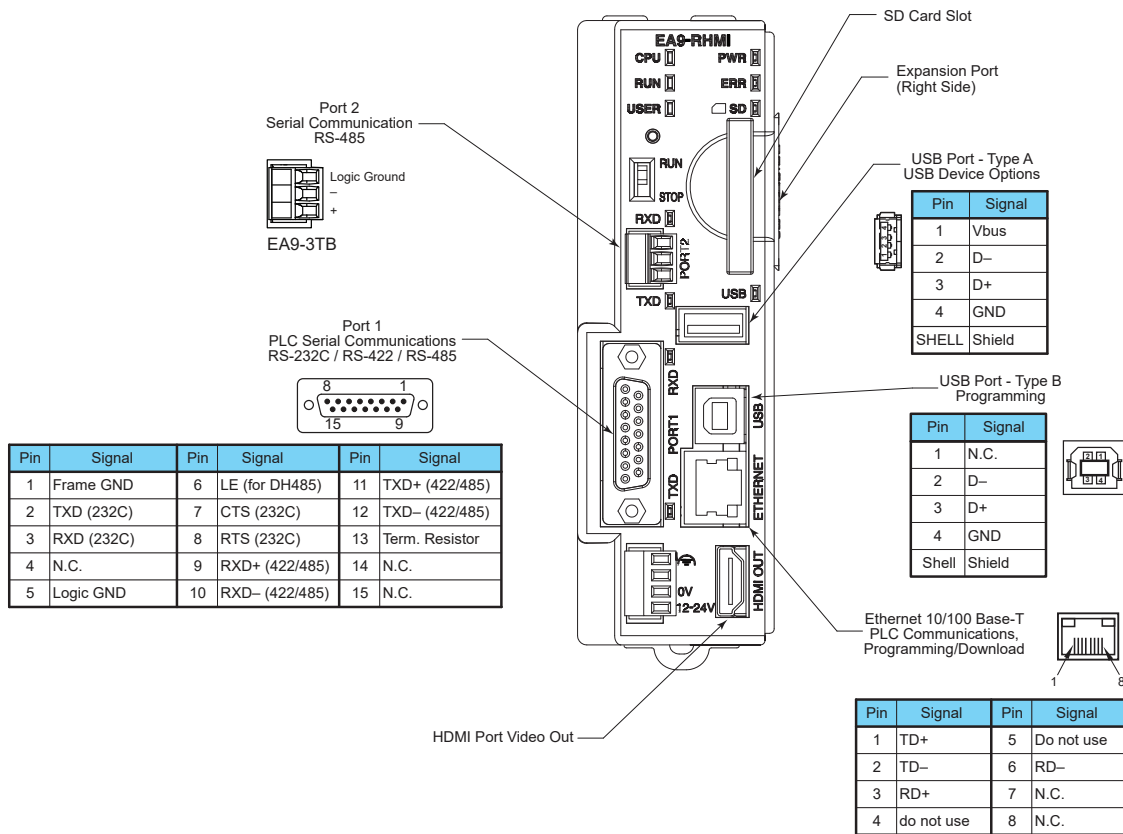 SD Card Slot
Expansion Port
(Right Side)
EA9-RHMI
CPU PWR
RUN ERR
USER SD
RUN
STOP
RXD
PORT2
TXD
USB
RXD
PORT1
TXD
USB
ETHERNET
0V
12-24V
HDMI OUT
Port 2
Serial Communication
RS-485
Logic Ground
–
+
EA9-3TB
Port 1
PLC Serial Communications
RS-232C / RS-422 / RS-485
8 1
15 9
Pin Signal Pin Signal Pin Signal
1 Frame GND 6 LE (for DH485) 11 TXD+ (422/485)
2 TXD (232C) 7 CTS (232C) 12 TXD– (422/485)
3 RXD (232C) 8 RTS (232C) 13 Term. Resistor
4 N.C. 9 RXD+ (422/485) 14 N.C.
5 Logic GND 10 RXD– (422/485) 15 N.C.
USB Port - Type A
USB Device Options
Pin Signal
1 Vbus
2 D–
3 D+
4 GND
SHELL Shield
USB Port - Type B
Programming
Pin Signal
1 N.C.
2 D–
3 D+
4 GND
Shell Shield
2 1
3 4
Ethernet 10/100 Base-T
PLC Communications,
Programming/Download
1 8
Pin Signal Pin Signal
1 TD+ 5 Do not use
2 TD– 6 RD–
3 RD+ 7 N.C.
4 do not use 8 N.C.
HDMI Port Video Out